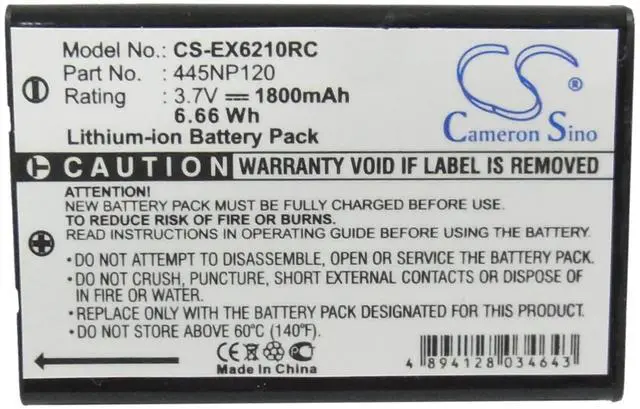 Model No.: CS-EX6210RC
Part No. : 445NP120
Rating : 3.7V 1800mAh
6.66 Wh
Lithium-ion Battery Pack
CS
Cameron Sino
CAUTION WARRANTY VOID IF LABEL IS REMOVED
ATTENTION!
NEW BATTERY PACK MUST BE FULLY CHARGED BEFORE USE
TO REDUCE RISK OF FIRE OR BURNS.
READ INSTRUCTIONS IN OPERATING GUIDE BEFORE USING BATTERY
•DO NOT ATTEMPT TO DISASSEMBLE, OPEN OR SERVICE THE BATTERY PACK.
•DO NOT CRUSH, PUNCTURE, SHORT EXTERNAL CONTACTS OR DISPOSE OF
IN FIRE OR WATER.
•REPLACE ONLY WITH THE BATTERY PACK DESIGNATED FOR THIS PRODUCT.
•DO NOT STORE ABOVE 60°C (140°F).
CE RoHS
Made In China
4 894128 034643